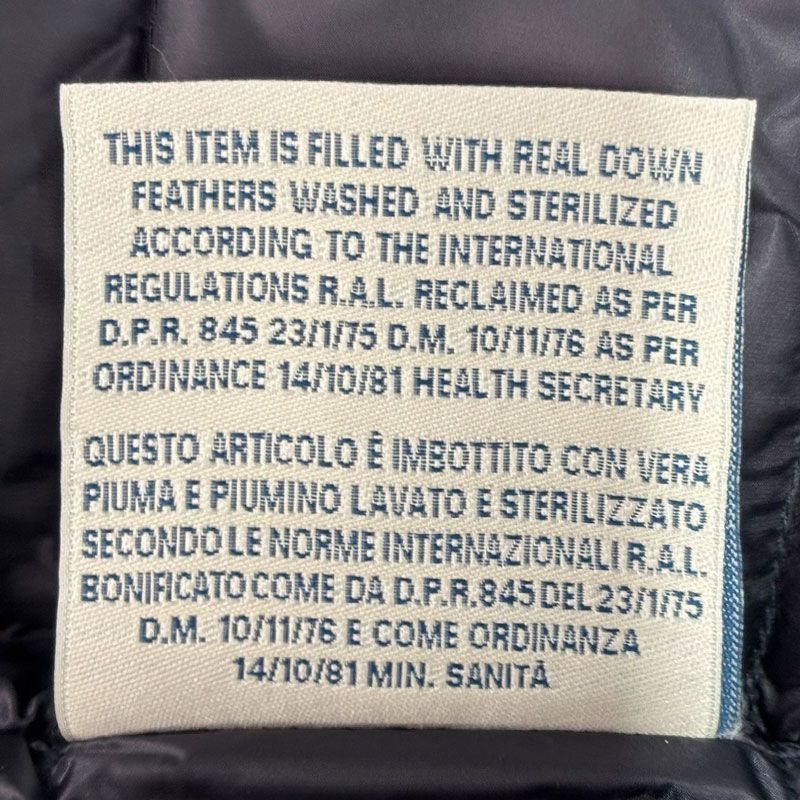 THIS ITEM IS FILLED WITH REAL DOWN
FEATHERS WASHED AND STERILIZED
ACCORDING TO THE INTERNATIONAL
REGULATIONS R.A.L. RECLAIMED AS PER
D.P.R. 845 23/1/75 D.M. 10/11/76 AS PER
ORDINANCE 14/10/81 HEALTH SECRETARY
QUESTO ARTICOLO È IMBOTTITO CON VERA
PIUMA E PIUMINO LAVATO E STERILIZZATO
SECONDO LE NORME INTERNAZIONALI R.A.L.
BONIFICATO COME DA D.P.R.845 DEL 23/1/75
D.M. 10/11/76 E COME ORDINANZA
14/10/81 MIN. SANITÀ